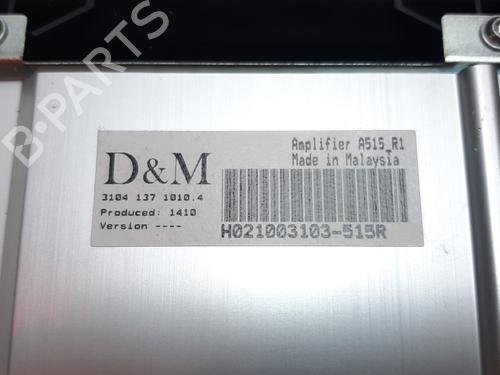 D&M
3104 137 1010.4
Produced: 1410
Version ----
Amplifier A515_R1
Made in Malaysia
H021003103-515R
B-PARTS